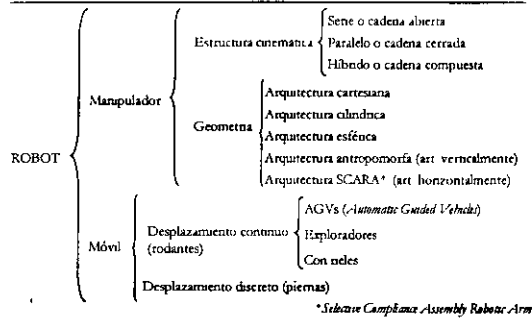 Estructura cinemática
Serie o cadena abierta
Paralelo o cadena cerrada
Híbrido o cadena compuesta
Manipulador
Geometría
Arquitectura cartesiana
Arquitectura cilíndrica
Arquitectura esférica
Arquitectura antropomorfa (art verticalmente)
Arquitectura SCARA* (art horizontalmente)
ROBOT
Móvil
Desplazamiento continuo
(rodantes)
AGVs (Automatic Guided Vehicles)
Exploradores
Con rieles
Desplazamiento discreto (piernas)
*Selective Compliance Assembly Robotic Arm